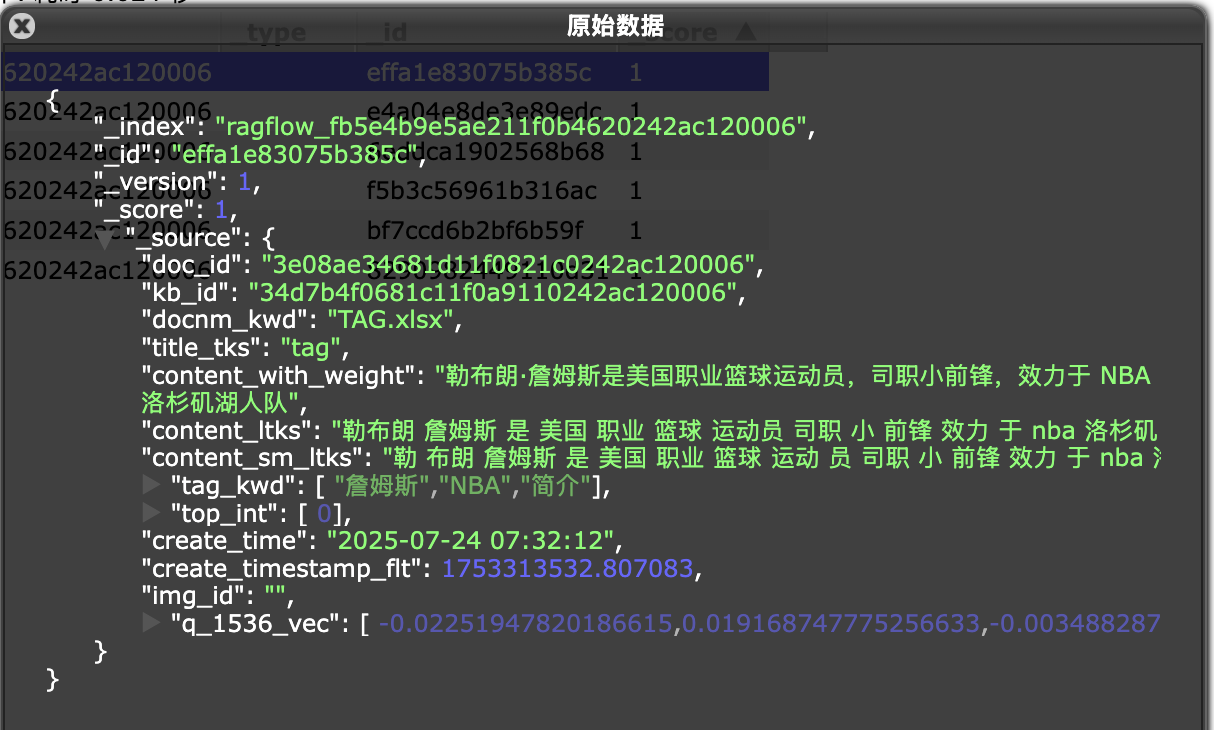 原始数据
_type _id _score ▲
620242ac120006 effa1e83075b385c 1
620242ac120006 e4a04e8de3e89edc 1
620242ac120006 1
620242ac120006 f5b3c56961b316ac 1
620242ac120006 bf7ccd6b2bf6b59f 1
620242ac120006 1
{
"_index": "ragflow_fb5e4b9e5ae211f0b4620242ac120006",
"_id": "effa1e83075b385c",
"_version": 1,
"_score": 1,
"_source": {
"doc_id": "3e08ae34681d11f0821c0242ac120006",
"kb_id": "34d7b4f0681c11f0a9110242ac120006",
"docnm_kwd": "TAG.xlsx",
"title_tks": "tag",
"content_with_weight": "勒布朗·詹姆斯是美国职业篮球运动员，司职小前锋，效力于 NBA
洛杉矶湖人队",
"content_ltks": "勒布朗 詹姆斯 是 美国 职业 篮球 运动员 司职 小 前锋 效力 于 nba 洛杉矶
"content_sm_ltks": "勒 布朗 詹姆斯 是 美国 职业 篮球 运动 员 司职 小 前锋 效力 于 nba
"tag_kwd": [ "詹姆斯","NBA","简介"],
"top_int": [ 0],
"create_time": "2025-07-24 07:32:12",
"create_timestamp_flt": 1753313532.807083,
"img_id": "",
"q_1536_vec": [ -0.02251947820186615,0.019168747775256633,-0.003488287
}
}